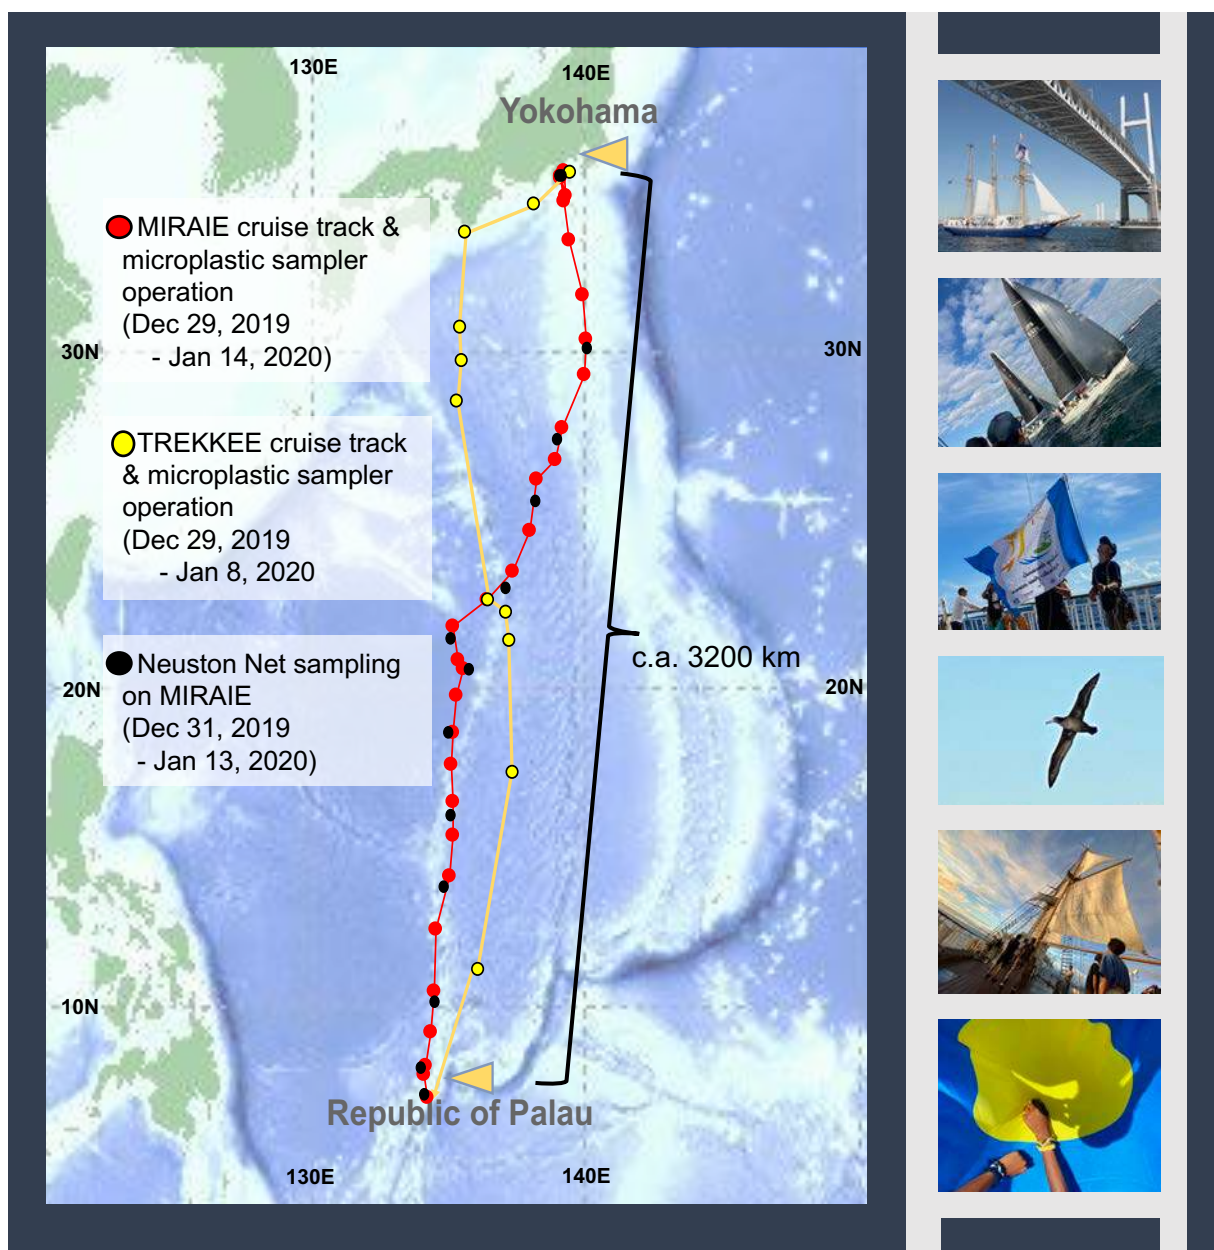 130E
140E
Yokohama
MIRAIE cruise track &
microplastic sampler
operation
(Dec 29, 2019
- Jan 14, 2020)
30N
30N
TREKKEE cruise track
& microplastic sampler
operation
(Dec 29, 2019
- Jan 8, 2020
Neuston Net sampling
on MIRAIE
(Dec 31, 2019
- Jan 13, 2020)
c.a. 3200 km
20N
20N
10N
Republic of Palau
130E
140E